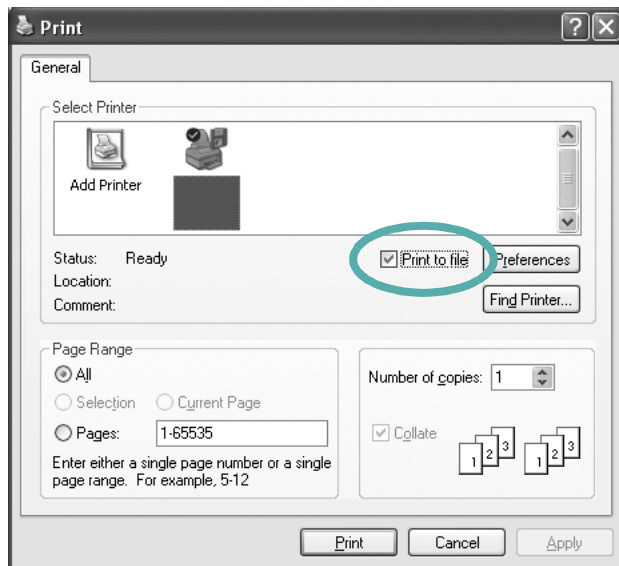 Print
General
Select Printer
Add Printer
Status: Ready
Print to file
Preferences
Location:
Comment:
Find Printer...
Page Range
All
Selection Current Page
Pages: 1-65535
Enter either a single page number or a single
page range. For example, 5-12
Number of copies: 1
Collate
1 2 3 1 2 3
Print Cancel Apply